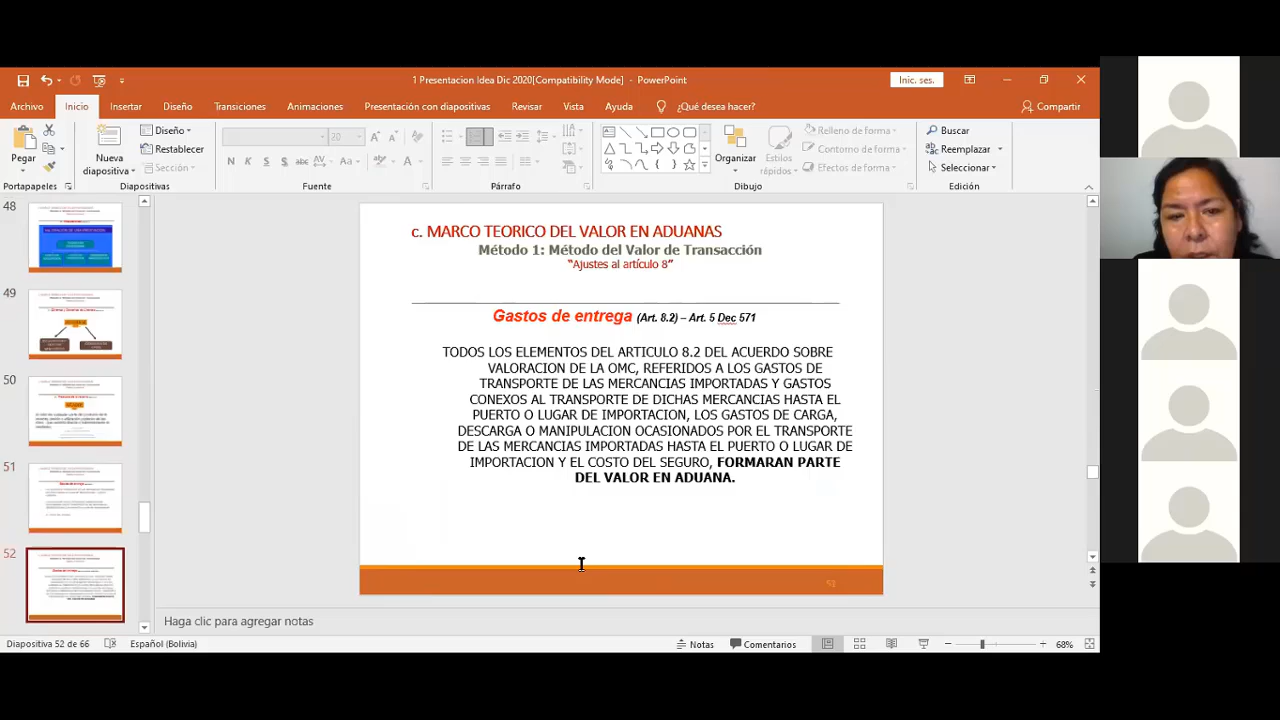 1 Presentacion Idea Dic 2020[Compatibility Mode] - PowerPoint
Inic. ses.
Archivo Inicio Insertar Diseño Transiciones Animaciones Presentación con diapositivas Revisar Vista Ayuda ¿Qué desea hacer? Compartir
Pegar
Nueva diapositiva
Diseño
Restablecer
Sección
20
N K S S abc AV Aa A
Organizar
Estilos rápidos
Relleno de forma
Contorno de forma
Efectos de forma
Buscar
Reemplazar
Seleccionar
Portapapeles Diapositivas Fuente Párrafo Dibujo Edición
48
49
50
51
52
c. MARCO TEORICO DEL VALOR EN ADUANAS
Método 1: Método del Valor de Transacción
"Ajustes al artículo 8"
Gastos de entrega (Art. 8.2) – Art. 5 Dec 571
TODOS LOS ELEMENTOS DEL ARTICULO 8.2 DEL ACUERDO SOBRE
VALORACION DE LA OMC, REFERIDOS A LOS GASTOS DE
TRANSPORTE DE LAS MERCANCIAS IMPORTADAS Y GASTOS
CONEXOS AL TRANSPORTE DE DICHAS MERCANCIAS HASTA EL
PUERTO O LUGAR DE IMPORTACION, LOS GASTOS DE CARGA,
DESCARGA O MANIPULACION OCASIONADOS POR EL TRANSPORTE
DE LAS MERCANCIAS IMPORTADAS HASTA EL PUERTO O LUGAR DE
IMPORTACION Y EL COSTO DEL SEGURO, FORMARAN PARTE
DEL VALOR EN ADUANA.
Haga clic para agregar notas
Diapositiva 52 de 66 Español (Bolivia) Notas Comentarios 68%